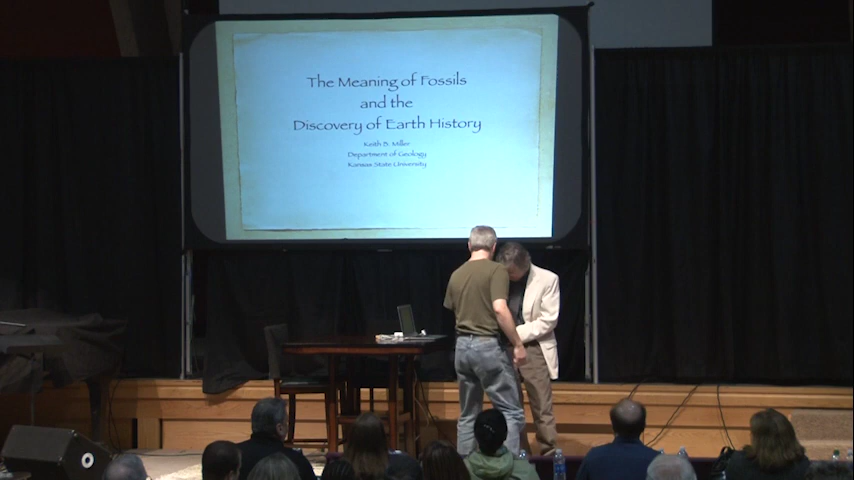 The Meaning of Fossils
and the
Discovery of Earth History
Keith B. Miller
Department of Geology
Kansas State University